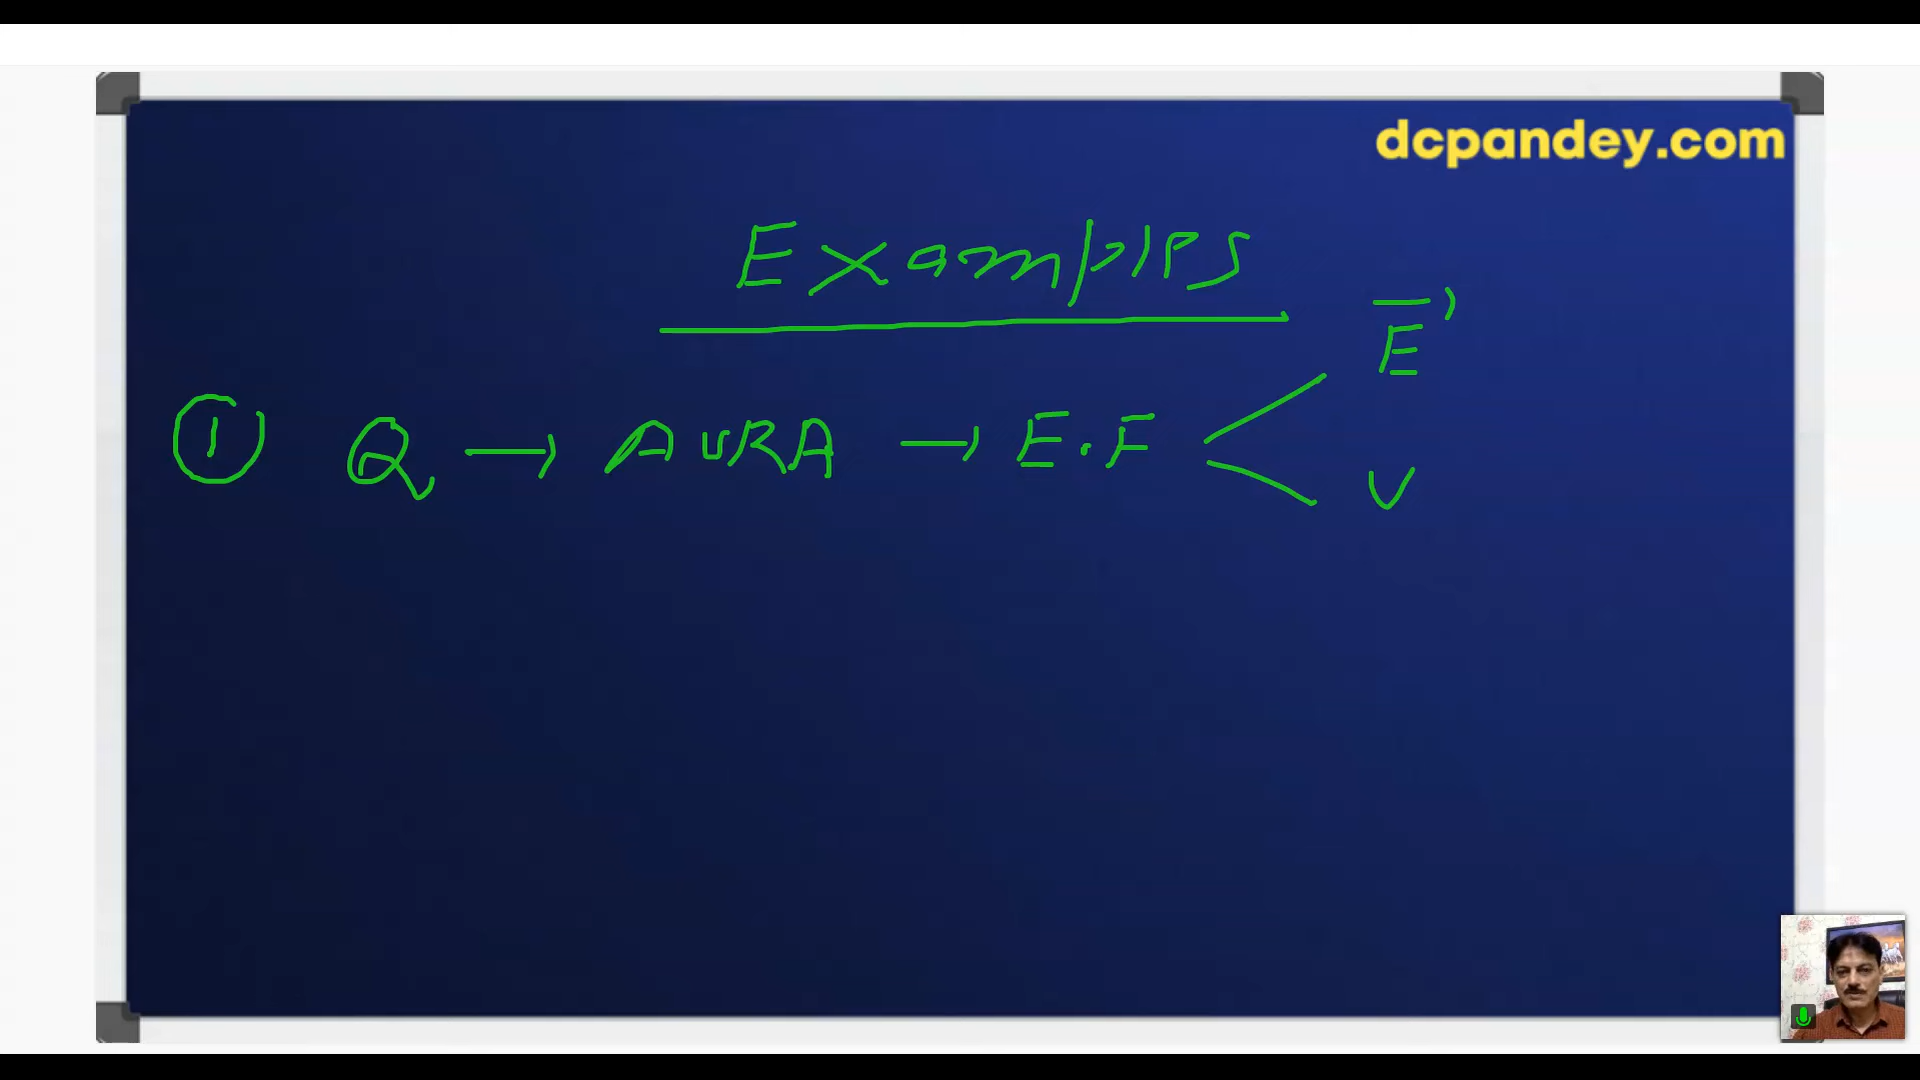 dcpandey.com
Examples
① Q → AURA → E.F < E→
V